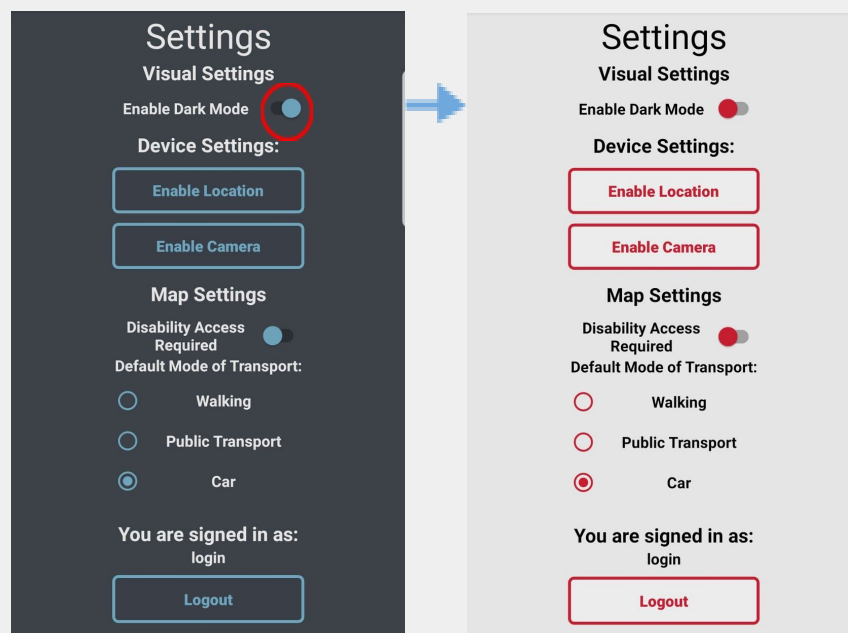 Settings
Visual Settings
Enable Dark Mode
Device Settings:
Enable Location
Enable Camera
Map Settings
Disability Access
Required
Default Mode of Transport:
Walking
Public Transport
Car
You are signed in as:
login
Logout
Settings
Visual Settings
Enable Dark Mode
Device Settings:
Enable Location
Enable Camera
Map Settings
Disability Access
Required
Default Mode of Transport:
Walking
Public Transport
Car
You are signed in as:
login
Logout